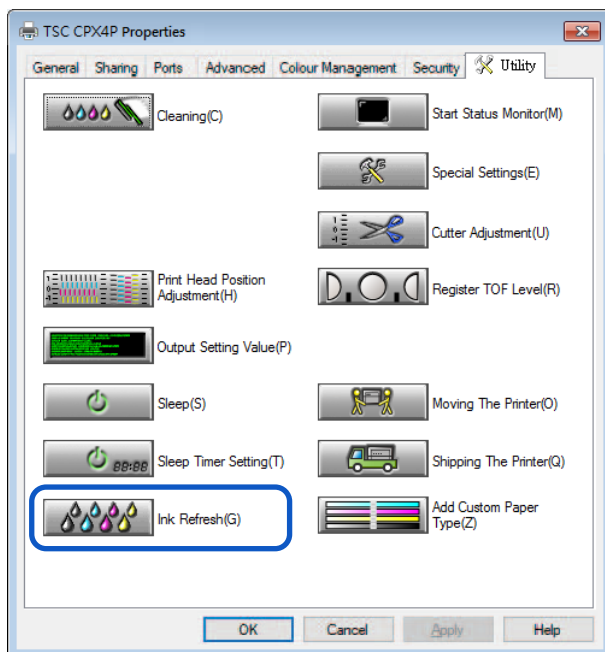 TSC CPX4P Properties
General Sharing Ports Advanced Colour Management Security Utility
Cleaning(C)
Start Status Monitor(M)
Special Settings(E)
Cutter Adjustment(U)
Print Head Position
Adjustment(H)
Register TOF Level(R)
Output Setting Value(P)
Sleep(S)
Moving The Printer(O)
88:88
Sleep Timer Setting(T)
Shipping The Printer(Q)
Ink Refresh(G)
Add Custom Paper
Type(Z)
OK Cancel Apply Help